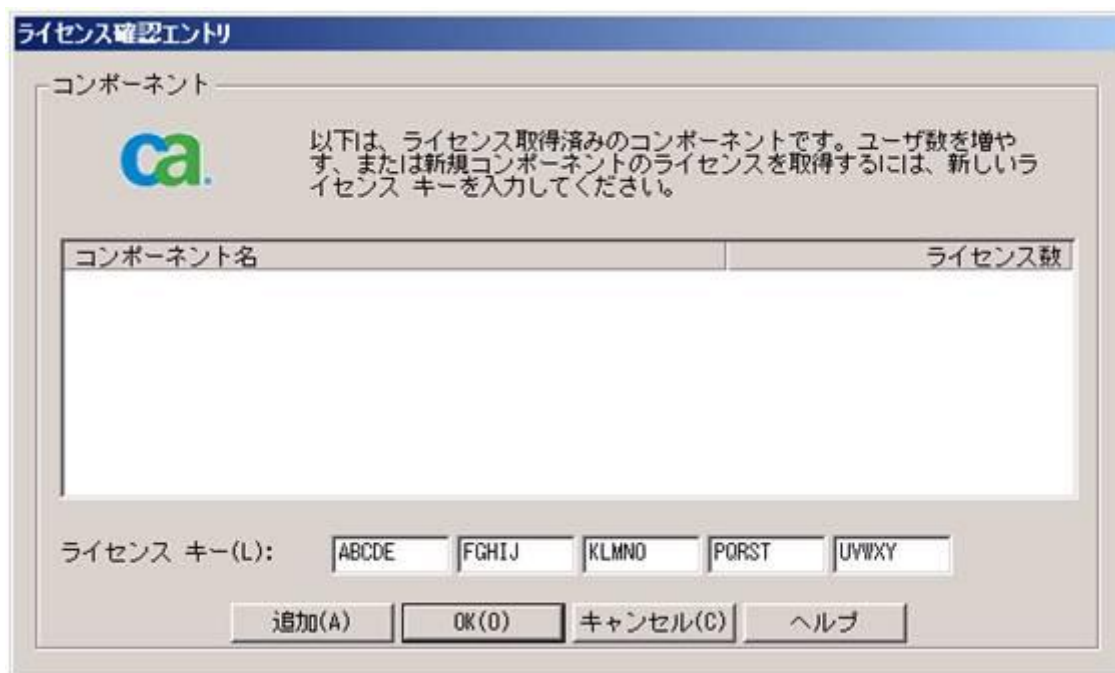 ライセンス確認エントリ
コンポーネント
ca.
以下は、ライセンス取得済みのコンポーネントです。ユーザ数を増や
す、または新規コンポーネントのライセンスを取得するには、新しいラ
イセンス キーを入力してください。
コンポーネント名 ライセンス数
ライセンス キー(L): ABCDE FGHIJ KLMNO PQRST UVWXY
追加(A) OK(O) キャンセル(C) ヘルプ